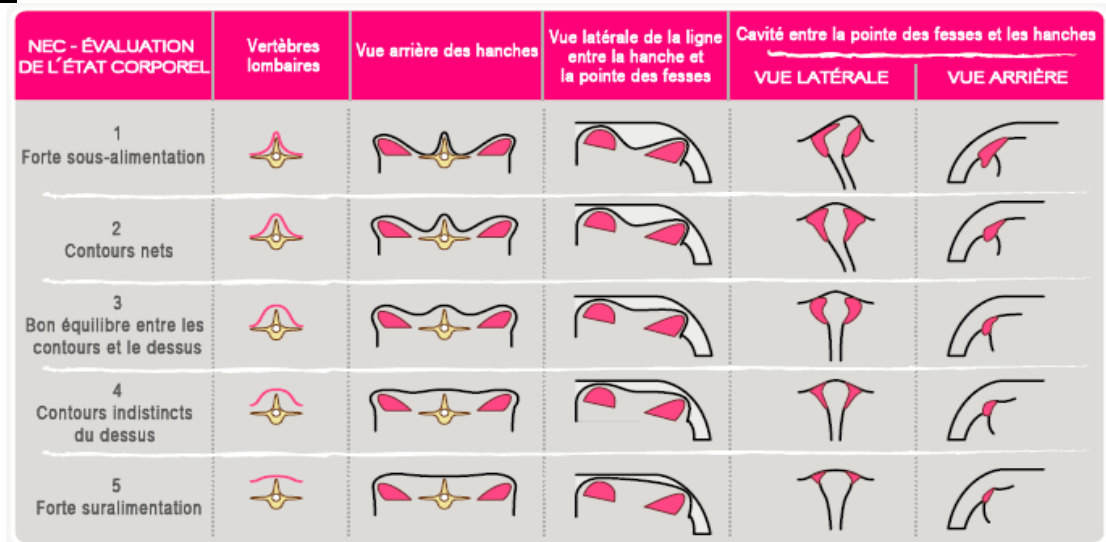 NEC - ÉVALUATION
DE L´ÉTAT CORPOREL
Vertèbres
lombaires
Vue arrière des hanches
Vue latérale de la ligne
entre la hanche et
la pointe des fesses
Cavité entre la pointe des fesses et les hanches
VUE LATÉRALE
VUE ARRIÈRE
1
Forte sous-alimentation
2
Contours nets
3
Bon équilibre entre les
contours et le dessus
4
Contours indistincts
du dessus
5
Forte suralimentation